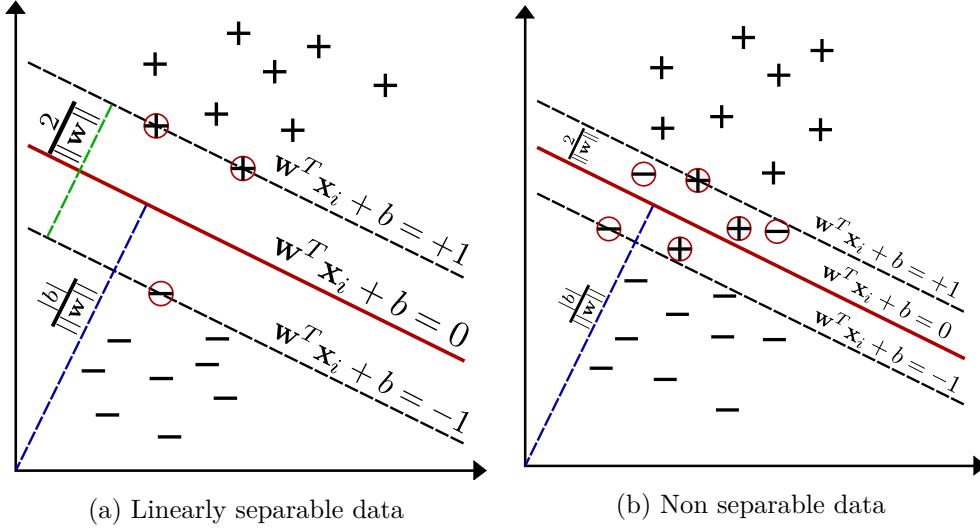 2
||w||
w^T x_i + b = +1
w^T x_i + b = 0
|b|
||w||
w^T x_i + b = −1
(a) Linearly separable data
2
||w||
w^T x_i + b = +1
w^T x_i + b = 0
|b|
||w||
w^T x_i + b = −1
(b) Non separable data